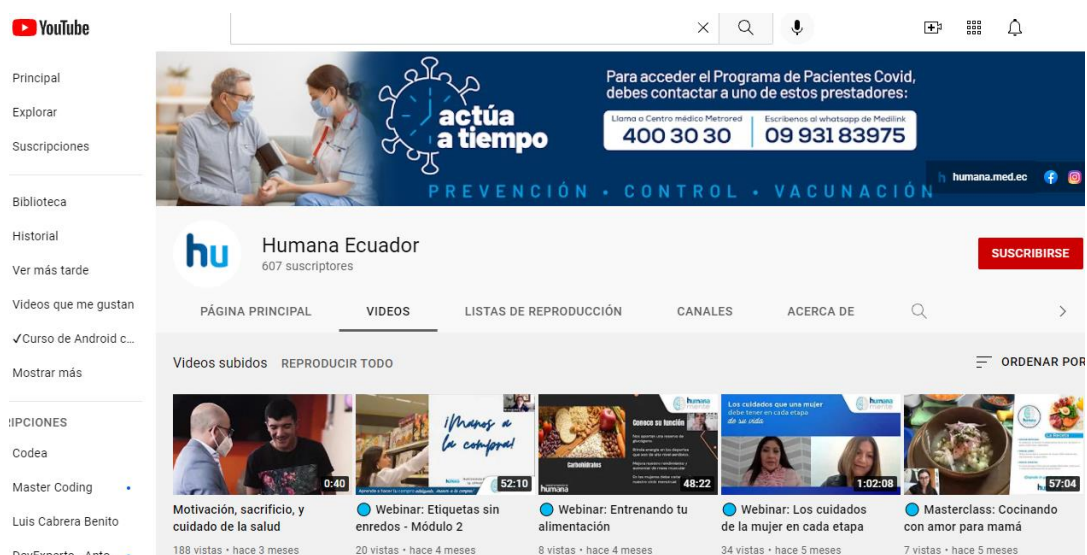 YouTube
Principal
Explorar
Suscripciones
Biblioteca
Historial
Ver más tarde
Videos que me gustan
✓Curso de Android c...
Mostrar más
IPCIONES
Codea
Master Coding
Luis Cabrera Benito
actúa
a tiempo
Para acceder el Programa de Pacientes Covid,
debes contactar a uno de estos prestadores:
Llama a Centro médico Metrored
400 30 30
Escríbenos al whatsapp de Medilink
09 931 83975
PREVENCIÓN • CONTROL • VACUNACIÓN
h humana.med.ec
hu
Humana Ecuador
607 suscriptores
SUSCRIBIRSE
PÁGINA PRINCIPAL VIDEOS LISTAS DE REPRODUCCIÓN CANALES ACERCA DE
Videos subidos REPRODUCIR TODO
ORDENAR POR
0:40
Motivación, sacrificio, y
cuidado de la salud
188 vistas • hace 3 meses
¡Manos a
la compra!
52:10
Webinar: Etiquetas sin
enredos - Módulo 2
20 vistas • hace 4 meses
humana
Conoce su función
Carbohidratos
humana
48:22
Webinar: Entrenando tu
alimentación
8 vistas • hace 4 meses
Los cuidados que una mujer
debe tener en cada etapa
de su vida
humana
1:02:08
Webinar: Los cuidados
de la mujer en cada etapa
34 vistas • hace 5 meses
57:04
Masterclass: Cocinando
con amor para mamá
7 vistas • hace 5 meses